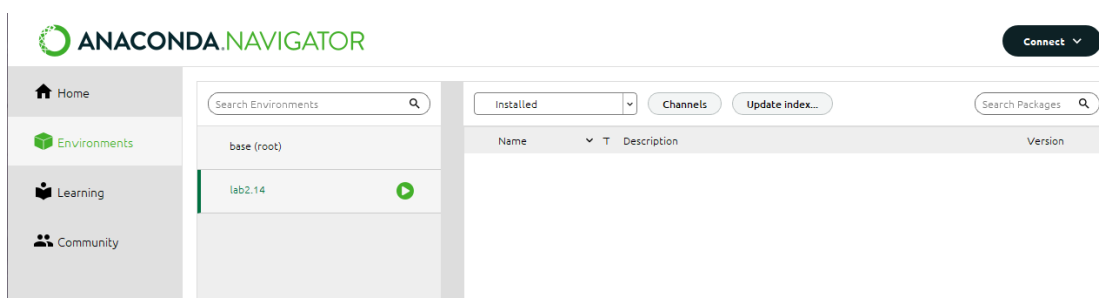 ANACONDA.NAVIGATOR
Connect
Home
Environments
Learning
Community
Search Environments
base (root)
lab2.14
Installed
Channels
Update index...
Search Packages
Name
T
Description
Version